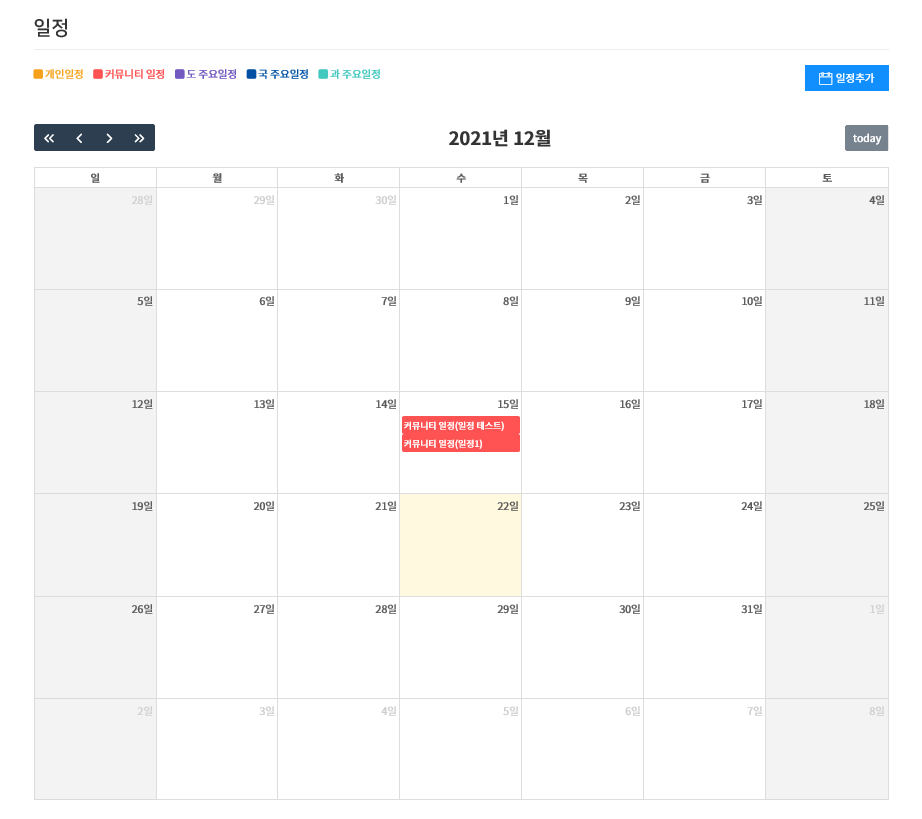 일정
개인일정 커뮤니티 일정 도 주요일정 국 주요일정 과 주요일정
일정추가
2021년 12월
today
일 월 화 수 목 금 토
28일 29일 30일 1일 2일 3일 4일
5일 6일 7일 8일 9일 10일 11일
12일 13일 14일 15일 16일 17일 18일
커뮤니티 일정(일정 테스트)
커뮤니티 일정(일정1)
19일 20일 21일 22일 23일 24일 25일
26일 27일 28일 29일 30일 31일 1일
2일 3일 4일 5일 6일 7일 8일